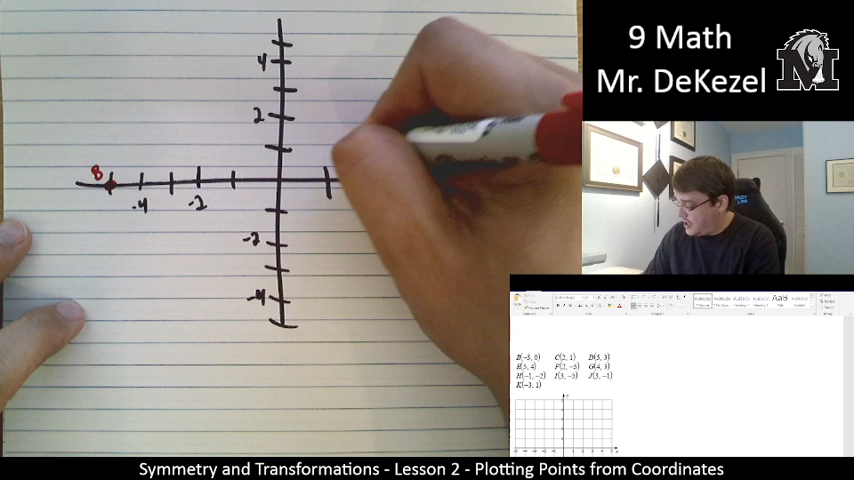 9 Math
Mr. DeKezel
M
4
2
B
-4
-2
-2
-4
B(-5, 0) C(2, 1) D(5, 3)
E(5, 4) F(2, -5) G(4, 3)
H(-1, -2) I(3, -5) J(3, -1)
K(-3, 1)
Symmetry and Transformations - Lesson 2 - Plotting Points from Coordinates